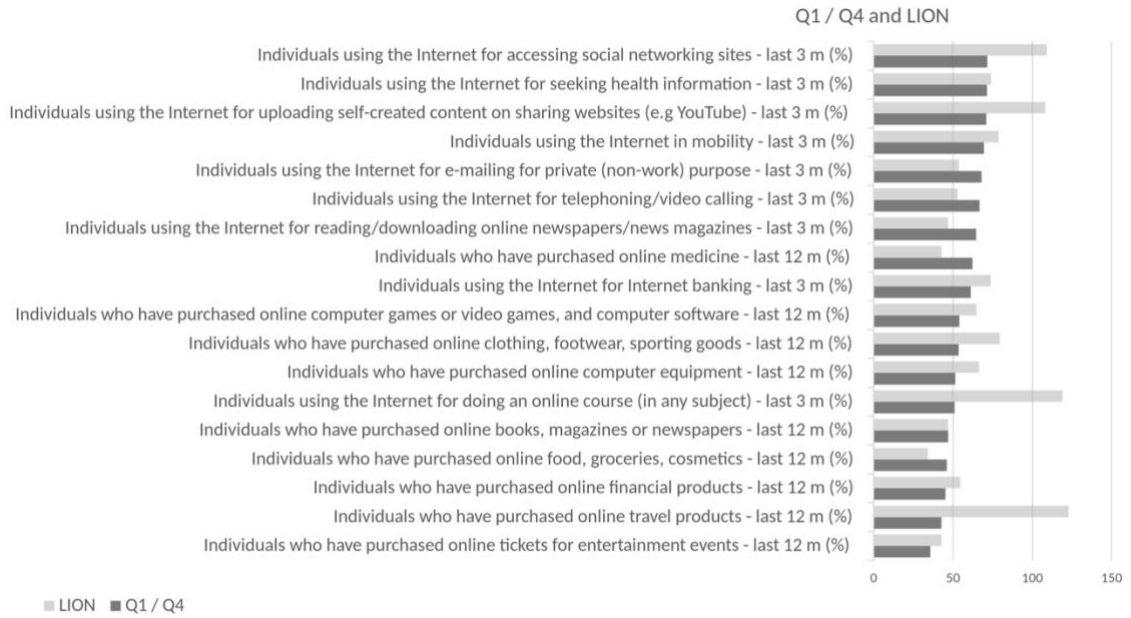 Q1 / Q4 and LION
Individuals using the Internet for accessing social networking sites - last 3 m (%)
Individuals using the Internet for seeking health information - last 3 m (%)
Individuals using the Internet for uploading self-created content on sharing websites (e.g YouTube) - last 3 m (%)
Individuals using the Internet in mobility - last 3 m (%)
Individuals using the Internet for e-mailing for private (non-work) purpose - last 3 m (%)
Individuals using the Internet for telephoning/video calling - last 3 m (%)
Individuals using the Internet for reading/downloading online newspapers/news magazines - last 3 m (%)
Individuals who have purchased online medicine - last 12 m (%)
Individuals using the Internet for Internet banking - last 3 m (%)
Individuals who have purchased online computer games or video games, and computer software - last 12 m (%)
Individuals who have purchased online clothing, footwear, sporting goods - last 12 m (%)
Individuals who have purchased online computer equipment - last 12 m (%)
Individuals using the Internet for doing an online course (in any subject) - last 3 m (%)
Individuals who have purchased online books, magazines or newspapers - last 12 m (%)
Individuals who have purchased online food, groceries, cosmetics - last 12 m (%)
Individuals who have purchased online financial products - last 12 m (%)
Individuals who have purchased online travel products - last 12 m (%)
Individuals who have purchased online tickets for entertainment events - last 12 m (%)
0 50 100 150
LION Q1 / Q4